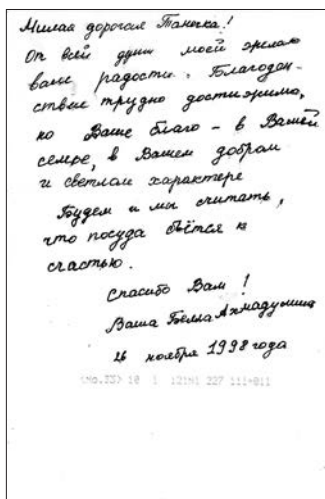 Милая дорогая Танечка!
От всей души моей желаю
вам радости. Благоден-
ствие трудно достижимо,
но Ваше благо – в Вашей
семье, в Вашем добром
и светлом характере
Будем и мы считать,
что посуда бьётся к
счастью.
Спасибо Вам!
Ваша Белла Ахмадулина
26 ноября 1998 года